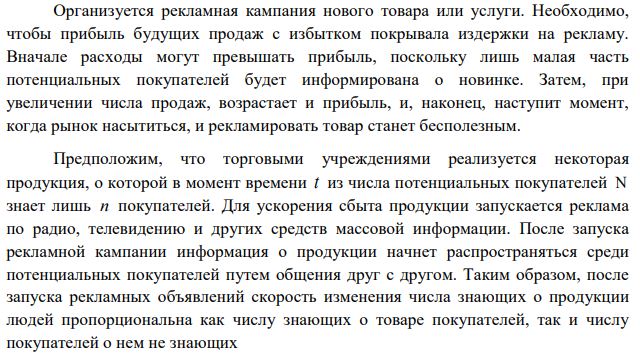 Организуется рекламная кампания нового товара или услуги. Необходимо,
чтобы прибыль будущих продаж с избытком покрывала издержки на рекламу.
Вначале расходы могут превышать прибыль, поскольку лишь малая часть
потенциальных покупателей будет информирована о новинке. Затем, при
увеличении числа продаж, возрастает и прибыль, и, наконец, наступит момент,
когда рынок насытиться, и рекламировать товар станет бесполезным.
Предположим, что торговыми учреждениями реализуется некоторая
продукция, о которой в момент времени t из числа потенциальных покупателей N
знает лишь n покупателей. Для ускорения сбыта продукции запускается реклама
по радио, телевидению и других средств массовой информации. После запуска
рекламной кампании информация о продукции начнет распространяться среди
потенциальных покупателей путем общения друг с другом. Таким образом, после
запуска рекламных объявлений скорость изменения числа знающих о продукции
людей пропорциональна как числу знающих о товаре покупателей, так и числу
покупателей о нем не знающих